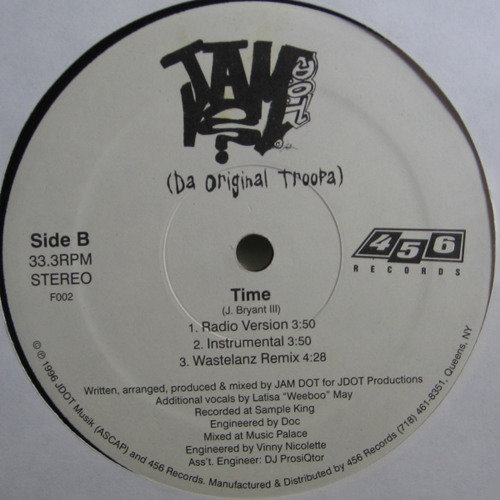 JAM
DOT
(Da Original Troopa)
Side B
33.3RPM
STEREO
F002
456
RECORDS
Time
(J. Bryant III)
1. Radio Version 3:50
2. Instrumental 3:50
3. Wastelanz Remix 4:28
Written, arranged, produced & mixed by JAM DOT for JDOT Productions
Additional vocals by Latisa "Weeboo" May
Recorded at Sample King
Engineered by Doc
Mixed at Music Palace
Engineered by Vinny Nicolette
Ass't. Engineer: DJ ProsiQtor
© ℗ 1996 JDOT Musik (ASCAP) and 456 Records. Manufactured & Distributed by 456 Records (718) 461-8351, Queens, NY